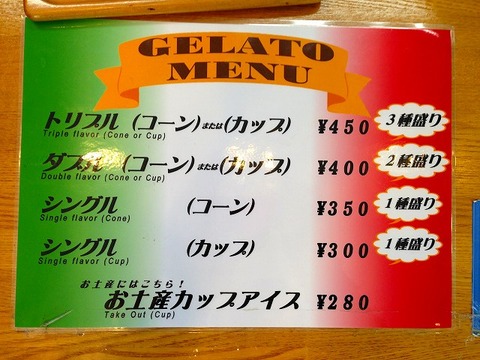 GELATO
MENU
トリプル (コーン)または(カップ) ¥450 3種盛り
Triple flavor (Cone or Cup)
ダブル (コーン)または(カップ) ¥400 2種盛り
Double flavor (Cone or Cup)
シングル (コーン) ¥350 1種盛り
Single flavor (Cone)
シングル (カップ) ¥300 1種盛り
Single flavor (Cup)
お土産にはこちら!
お土産カップアイス ¥280
Take Out (Cup)